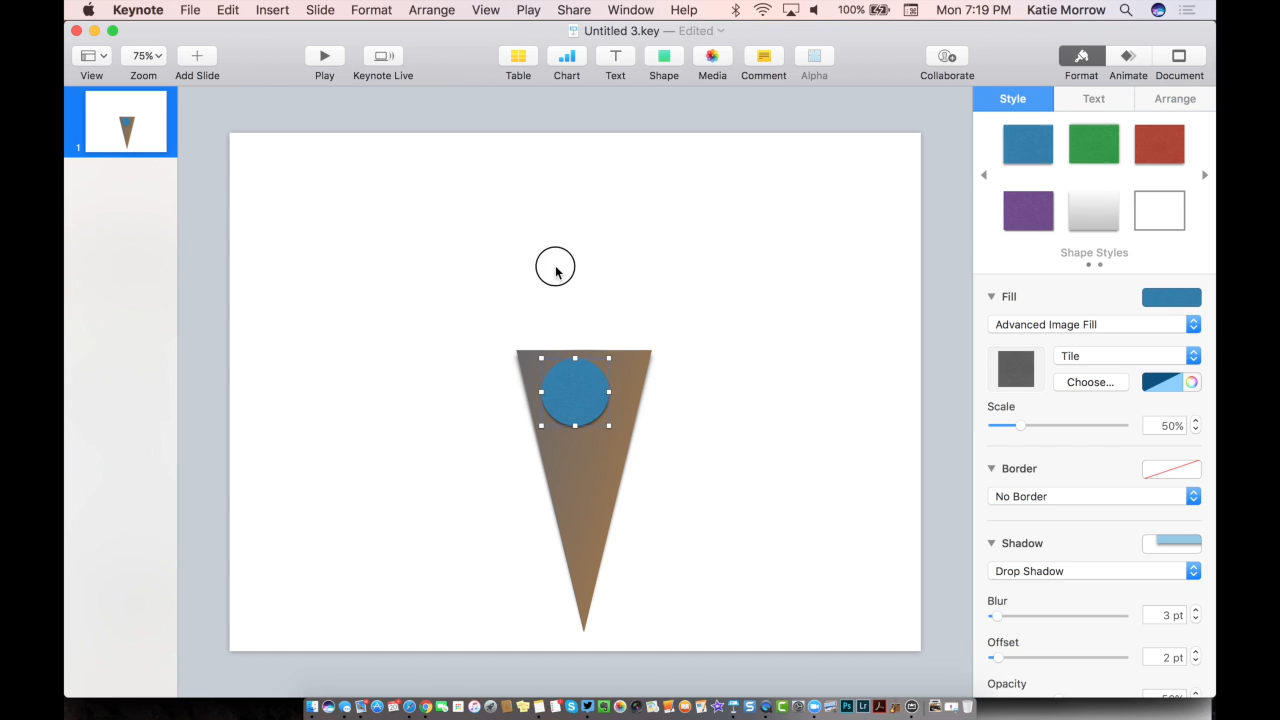 Keynote File Edit Insert Slide Format Arrange View Play Share Window Help 100% Mon 7:19 PM Katie Morrow
Untitled 3.key — Edited
75%
View Zoom Add Slide Play Keynote Live Table Chart Text Shape Media Comment Alpha Collaborate Format Animate Document
1
Style Text Arrange
Shape Styles
Fill
Advanced Image Fill
Tile
Choose...
Scale
50%
Border
No Border
Shadow
Drop Shadow
Blur
3 pt
Offset
2 pt
Opacity